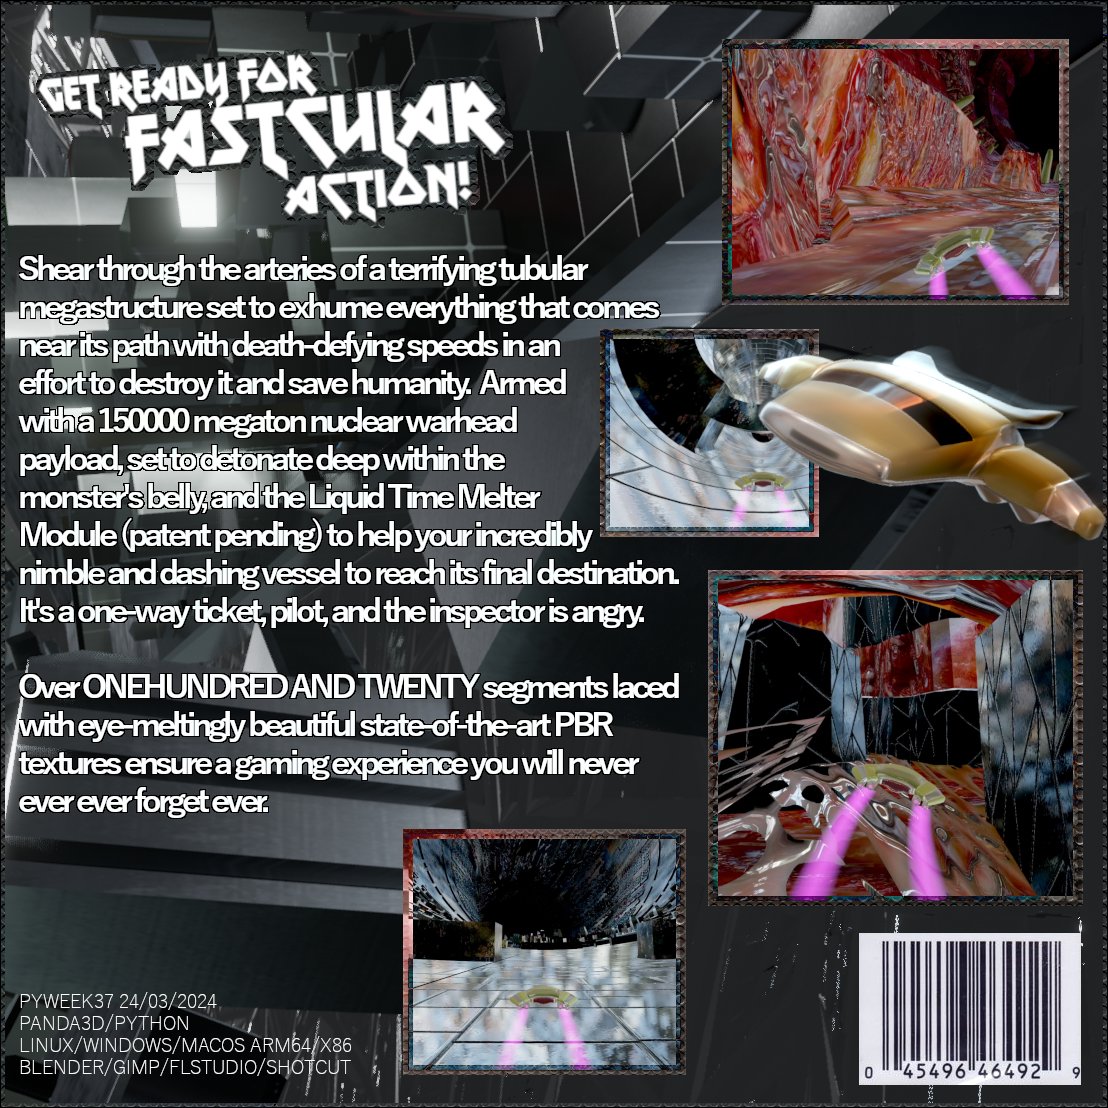 GET READY FOR
FASTCULAR
ACTION!
Shear through the arteries of a terrifying tubular
megastructure set to exhume everything that comes
near its path with death-defying speeds in an
effort to destroy it and save humanity. Armed
with a 150000 megaton nuclear warhead
payload, set to detonate deep within the
monster's belly, and the Liquid Time Melter
Module (patent pending) to help your incredibly
nimble and dashing vessel to reach its final destination.
It's a one-way ticket, pilot, and the inspector is angry.
Over ONEHUNDRED AND TWENTY segments laced
with eye-meltingly beautiful state-of-the-art PBR
textures ensure a gaming experience you will never
ever ever forget ever.
PYWEEK37 24/03/2024
PANDA3D/PYTHON
LINUX/WINDOWS/MACOS ARM64/X86
BLENDER/GIMP/FLSTUDIO/SHOTCUT
0 45496 46492 9